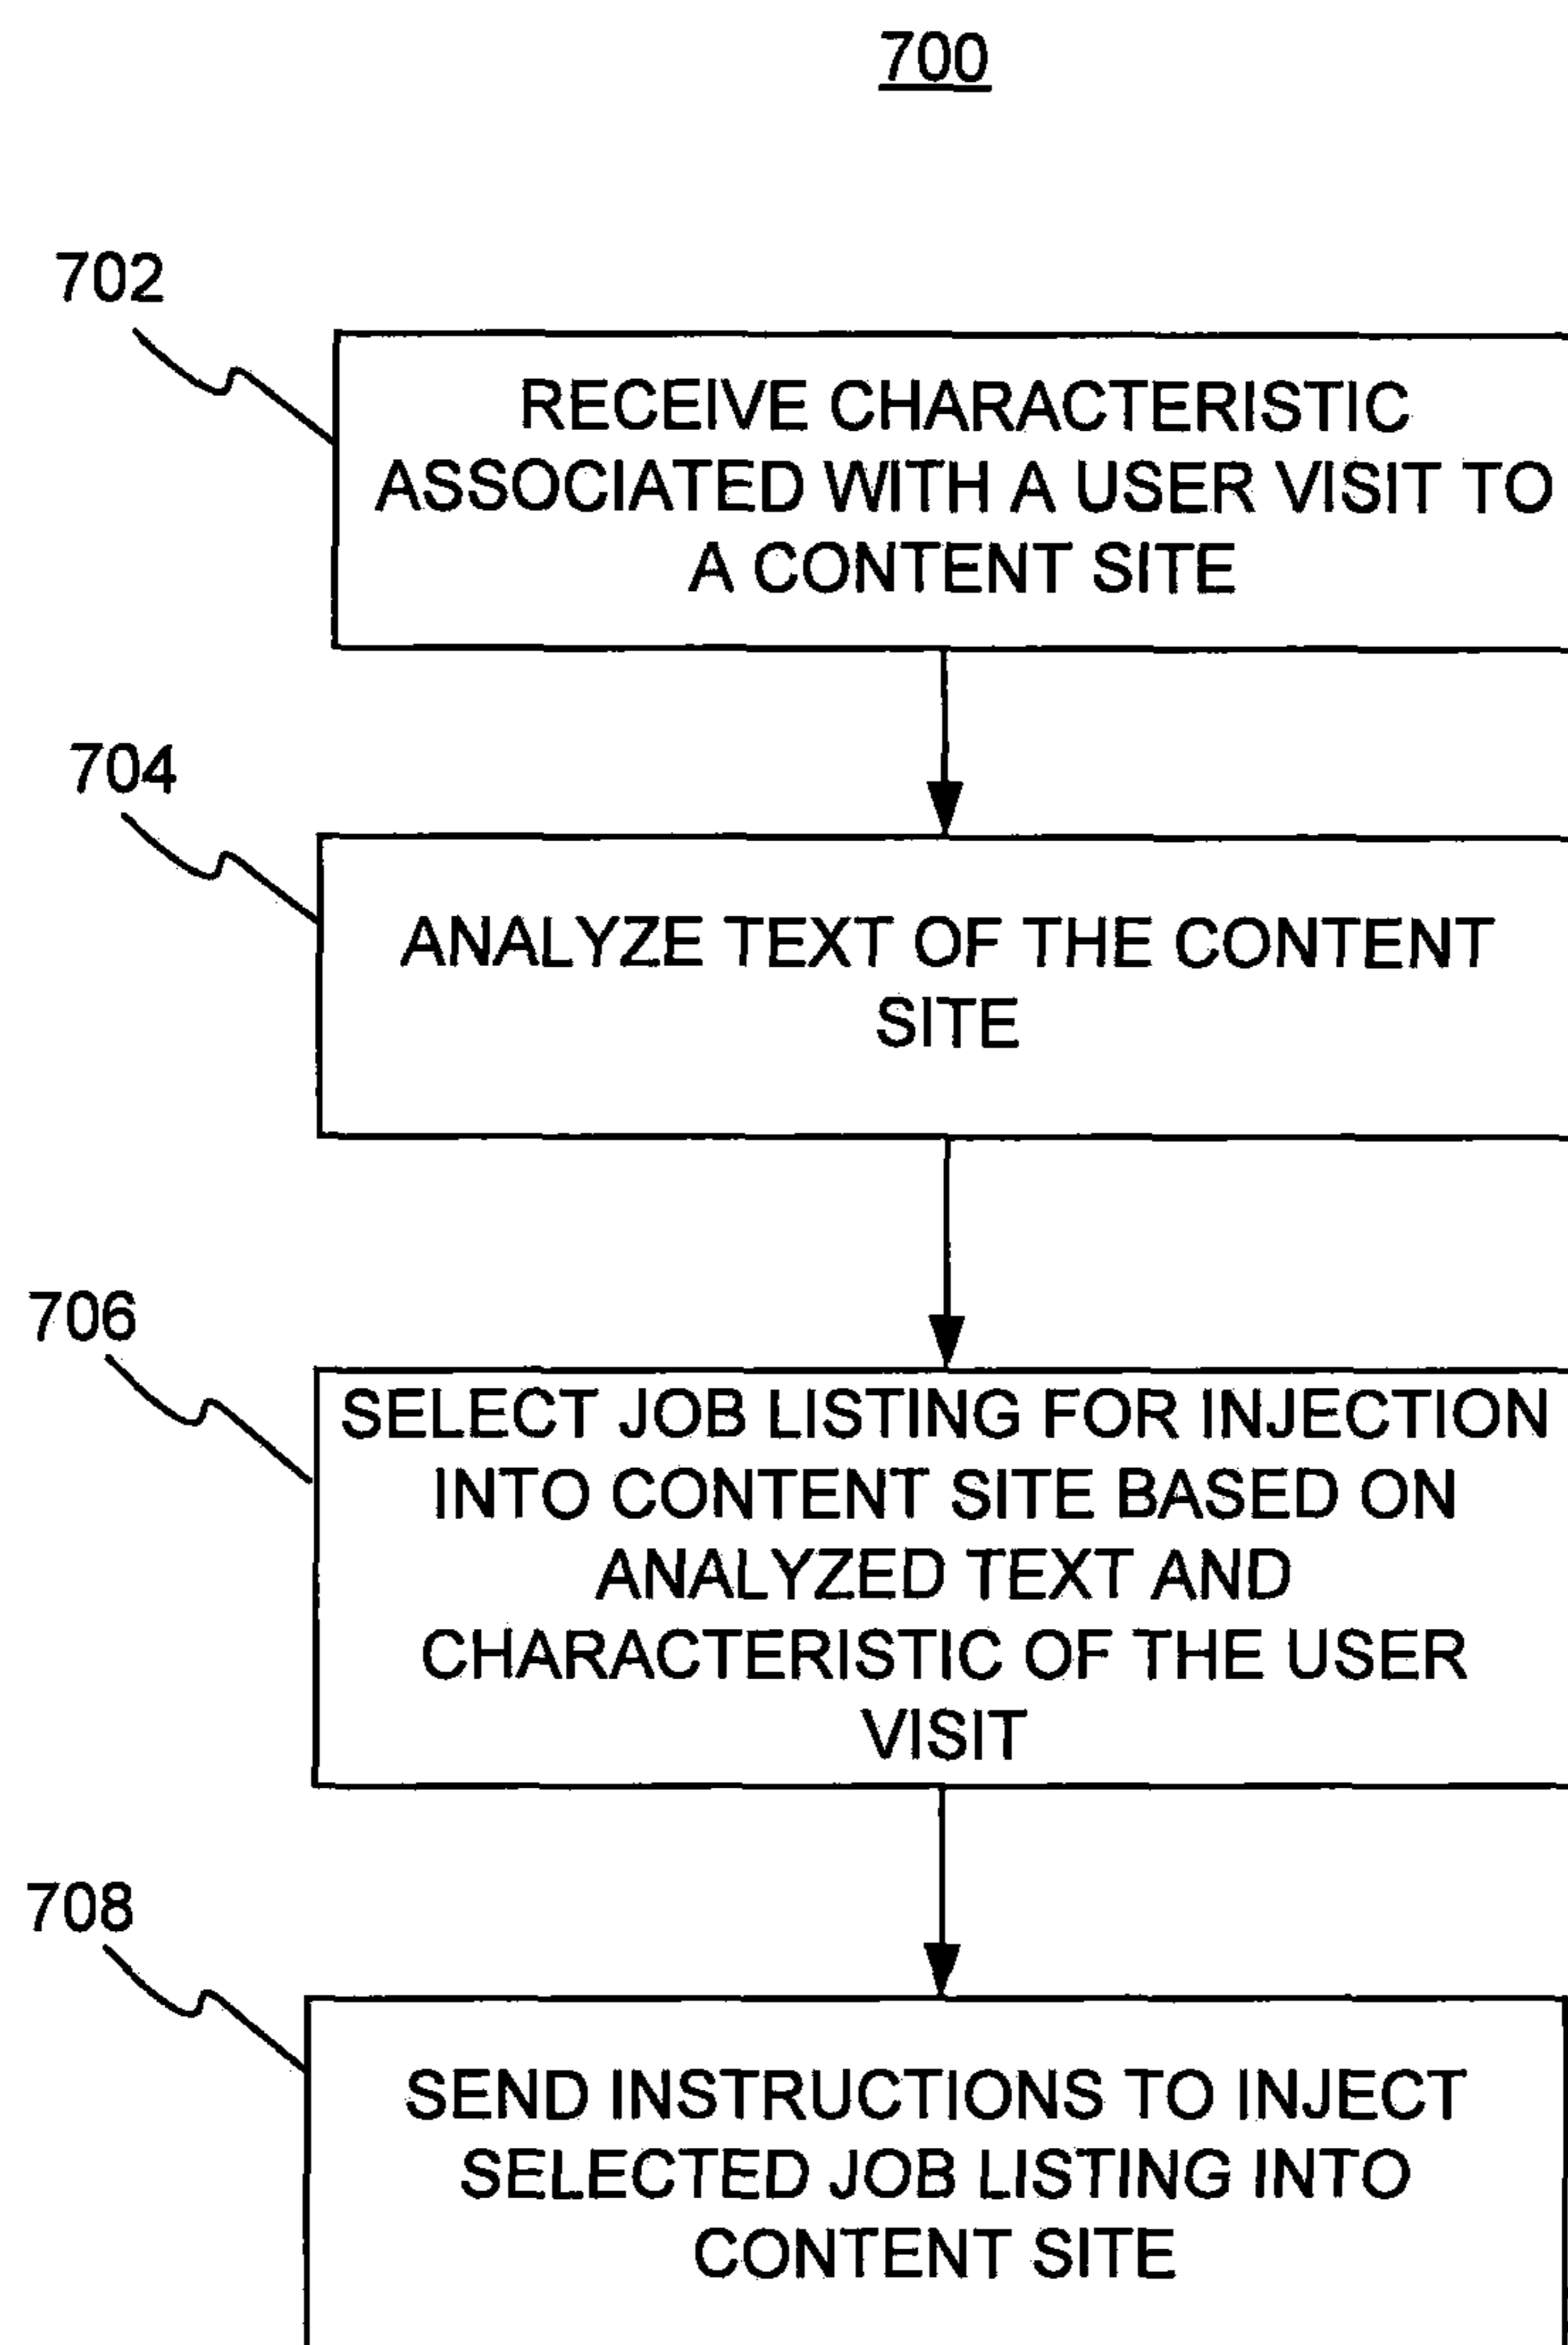 700
702
RECEIVE CHARACTERISTIC
ASSOCIATED WITH A USER VISIT TO
A CONTENT SITE
704
ANALYZE TEXT OF THE CONTENT
SITE
706
SELECT JOB LISTING FOR INJECTION
INTO CONTENT SITE BASED ON
ANALYZED TEXT AND
CHARACTERISTIC OF THE USER
VISIT
708
SEND INSTRUCTIONS TO INJECT
SELECTED JOB LISTING INTO
CONTENT SITE